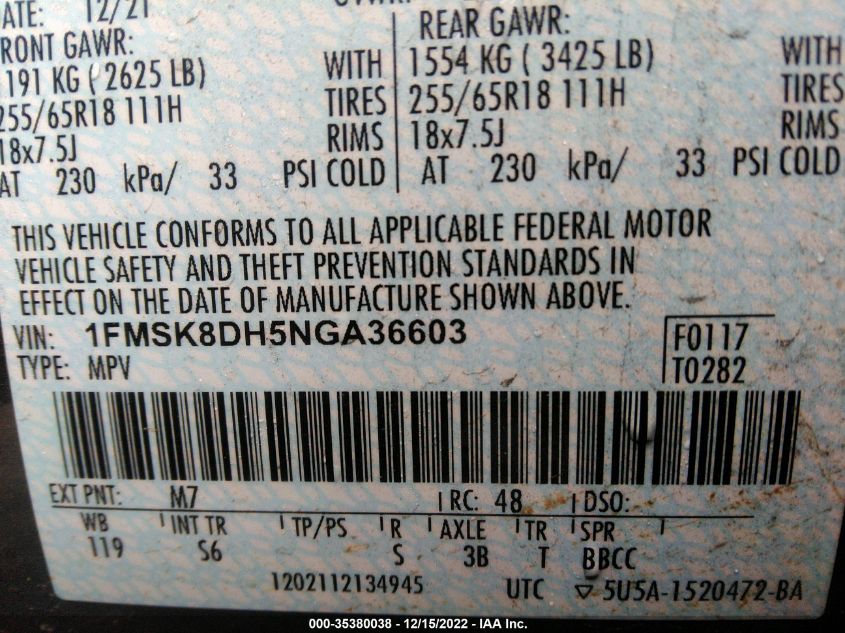 DATE: 12/21
FRONT GAWR: REAR GAWR:
1191 KG ( 2625 LB) WITH 1554 KG ( 3425 LB) WITH
255/65R18 111H TIRES 255/65R18 111H TIRES
18x7.5J RIMS 18x7.5J RIMS
AT 230 kPa/ 33 PSI COLD AT 230 kPa/ 33 PSI COLD
THIS VEHICLE CONFORMS TO ALL APPLICABLE FEDERAL MOTOR
VEHICLE SAFETY AND THEFT PREVENTION STANDARDS IN
EFFECT ON THE DATE OF MANUFACTURE SHOWN ABOVE.
VIN: 1FMSK8DH5NGA36603 F0117
TYPE: MPV T0282
EXT PNT: M7 RC: 48 DSO:
WB INT TR TP/PS R AXLE TR SPR
119 S6 S 3B T BBCC
1202112134945 UTC ▽ 5U5A-1520472-BA
000-35380038 - 12/15/2022 - IAA Inc.